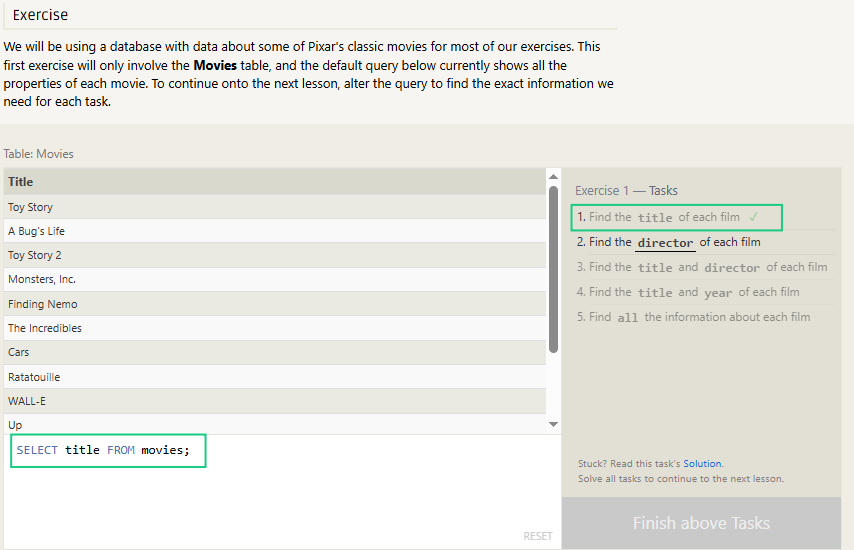 Exercise
We will be using a database with data about some of Pixar's classic movies for most of our exercises. This
first exercise will only involve the Movies table, and the default query below currently shows all the
properties of each movie. To continue onto the next lesson, alter the query to find the exact information we
need for each task.
Table: Movies
Title
Toy Story
A Bug's Life
Toy Story 2
Monsters, Inc.
Finding Nemo
The Incredibles
Cars
Ratatouille
WALL-E
Up
SELECT title FROM movies;
RESET
Exercise 1 — Tasks
1. Find the title of each film ✓
2. Find the director of each film
3. Find the title and director of each film
4. Find the title and year of each film
5. Find all the information about each film
Stuck? Read this task's Solution.
Solve all tasks to continue to the next lesson.
Finish above Tasks